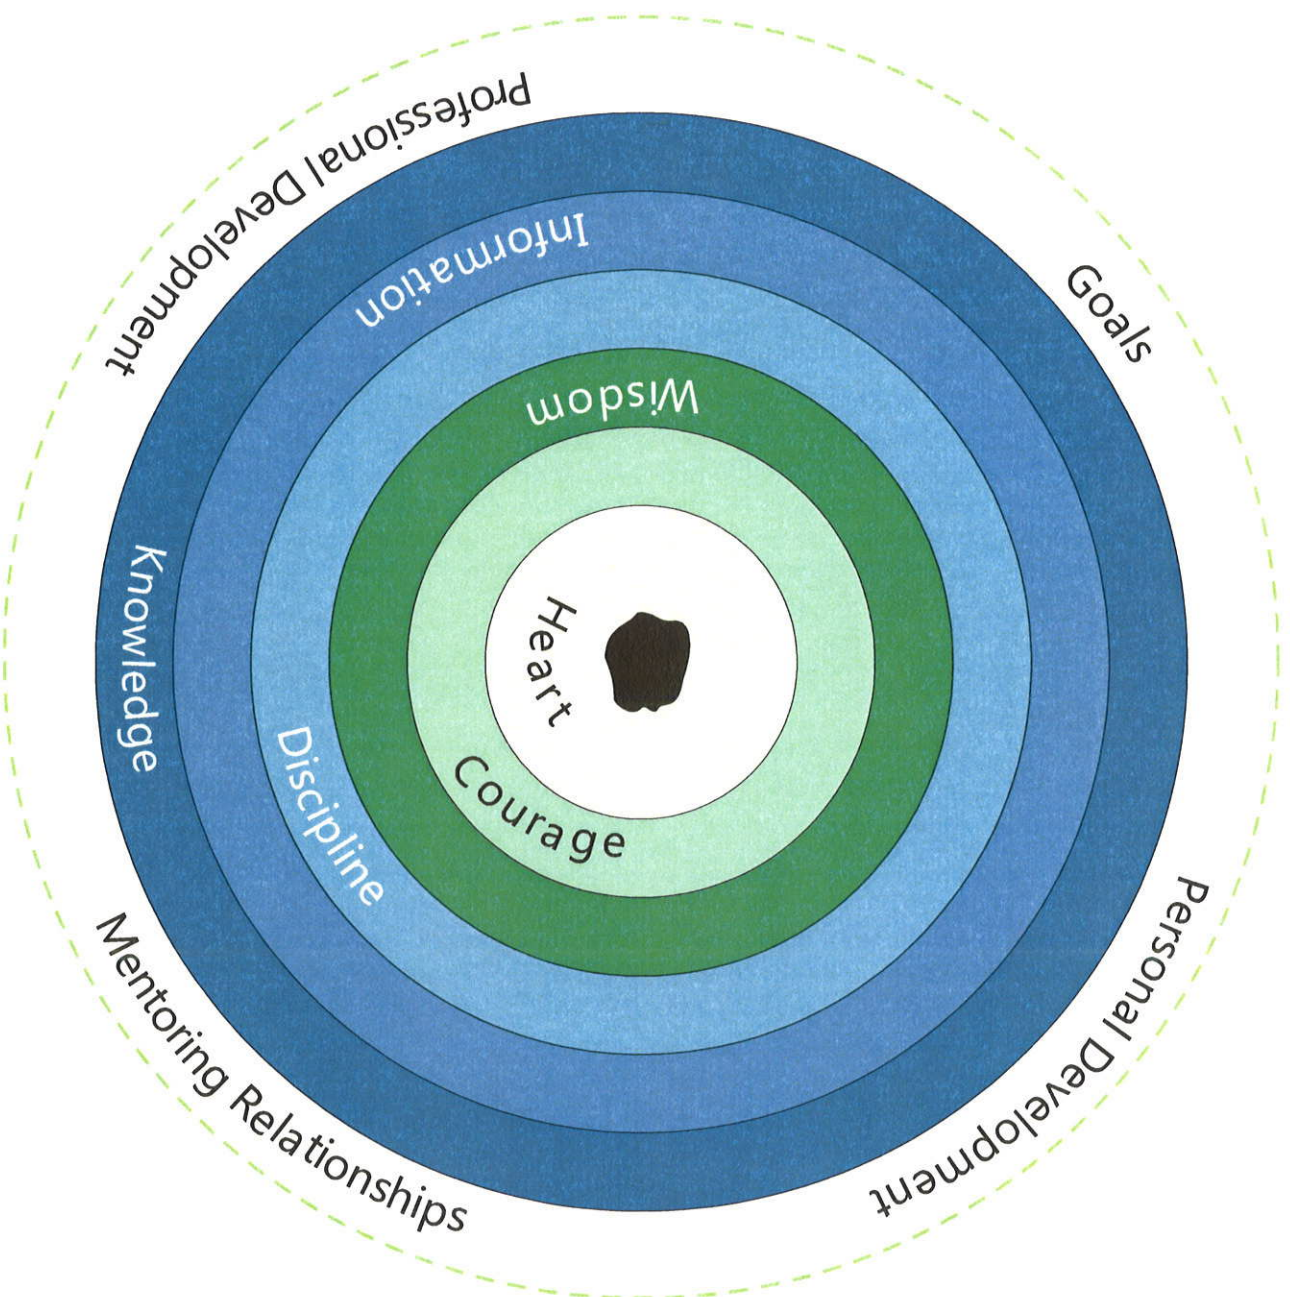 Professional Development
Goals
Information
Wisdom
Knowledge
Heart
Discipline
Courage
Personal Development
Mentoring Relationships